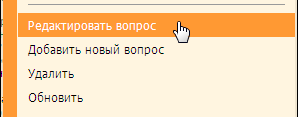 Редактировать вопрос
Добавить новый вопрос
Удалить
Обновить